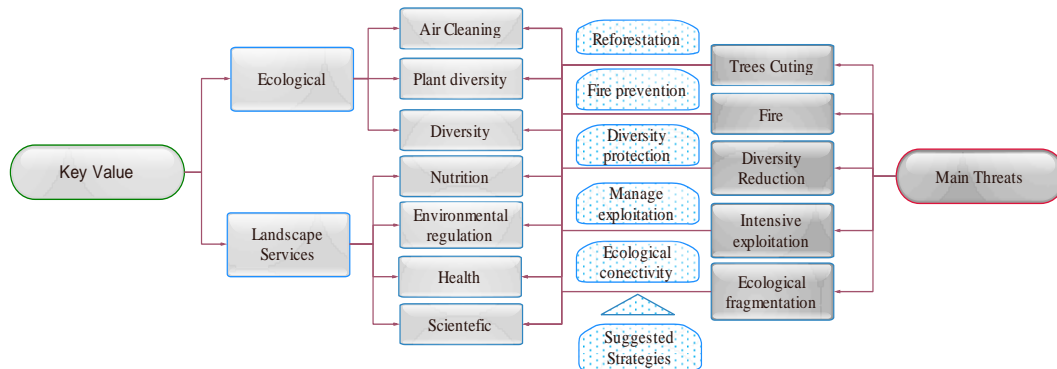 Key Value
Ecological
Landscape
Services
Air Cleaning
Plant diversity
Diversity
Nutrition
Environmental
regulation
Health
Scientefic
Reforestation
Fire prevention
Diversity
protection
Manage
exploitation
Ecological
conectivity
Suggested
Strategies
Trees Cuting
Fire
Diversity
Reduction
Intensive
exploitation
Ecological
fragmentation
Main Threats